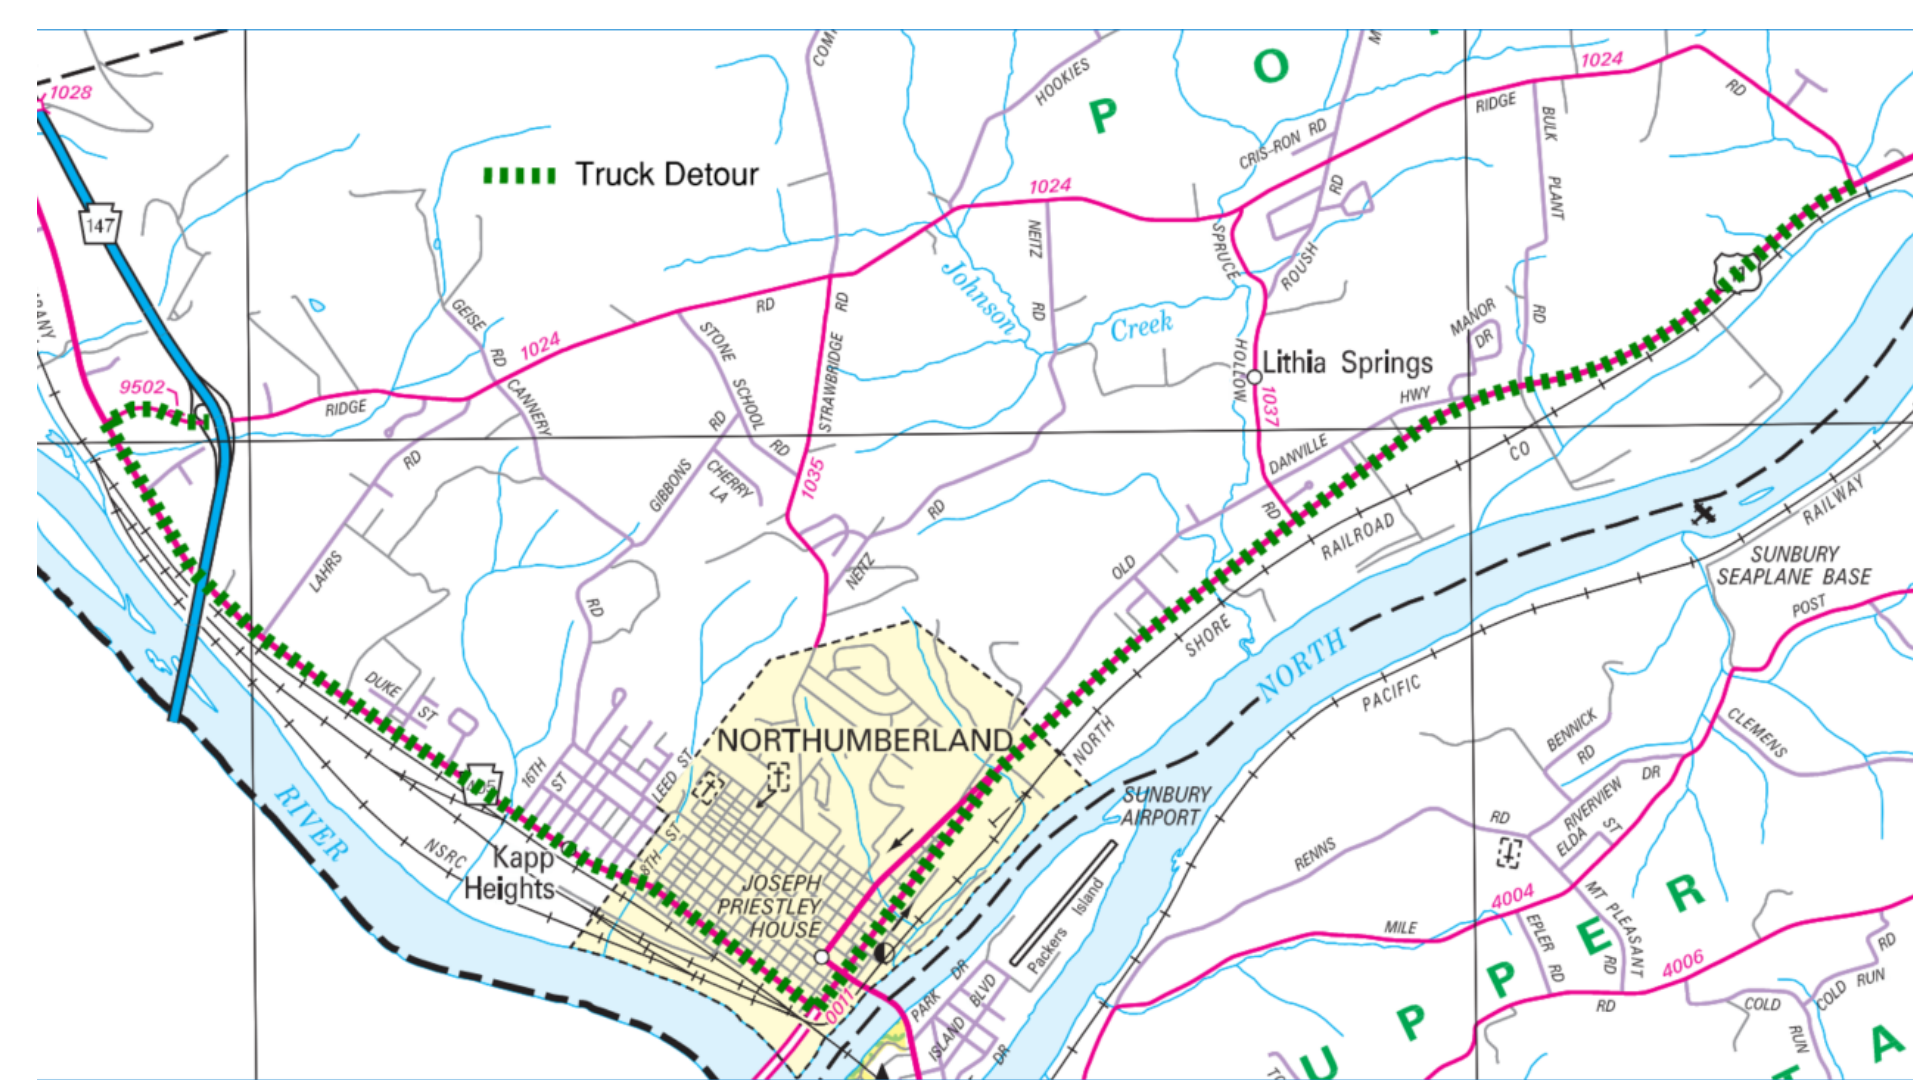 1028
147
9502
RIDGE
1024
GEISE
RD
CANNERY
LAHRS
RD
Truck Detour
STONE
SCHOOL
RD
GIBBONS
RD
CHERRY
LA
RD
RD
STRAWBRIDGE
RD
1035
HOOKIES
P
O
1024
NEITZ
RD
RD
NEITZ
Johnson
Creek
CRIS-RON RD
RD
ROUSH
SPRUCE
HOLLOW
RD
1037
Lithia Springs
RIDGE
1024
RD
BULK
PLANT
RD
MANOR
DR
OLD
DANVILLE
HWY
NORTH
SHORE
RAILROAD
CO
NORTH
PACIFIC
RAILWAY
SUNBURY
SEAPLANE BASE
POST
CLEMENS
BENNICK
RD
RIVERVIEW
DR
ELDA
ST
RENNS
RD
4004
MILE
MT PLEASANT
RD
EPLER
RD
4006
RD
COLD
RUN
COLD RUN
RD
U
P
P
E
R
A
DUKE
ST
16TH
ST
LEED ST
8TH
ST
NORTHUMBERLAND
JOSEPH
PRIESTLEY
HOUSE
Kapp
Heights
NSRC
RIVER
0011
SUNBURY
AIRPORT
Packers Island
PARK
DR
ISLAND BLVD
DR